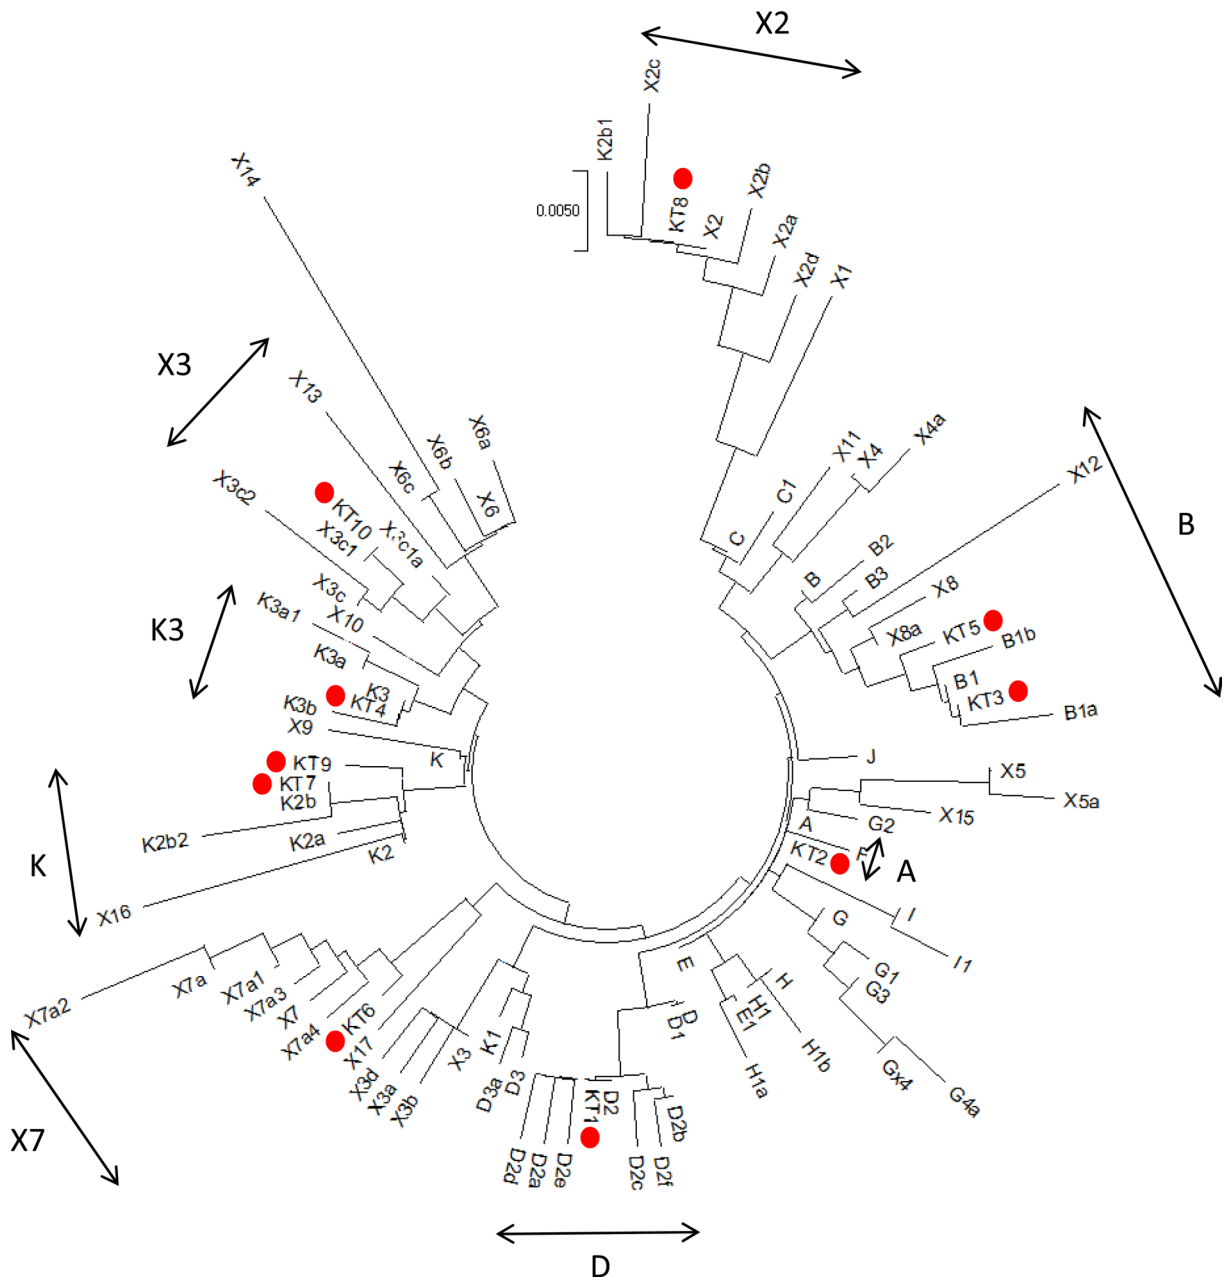 X2
X2c
K2b1
0.0050
KT8
X2
X2b
X2a
X2d
X1
X14
X3
X13
X6c
X6b
X6a
X6
X3c2
KT10
X3c1
X3c1a
X3c
X10
K3
K3a1
K3a
K3
KT4
K3b
X9
K
KT9
KT7
K2b
K2b2
K2a
K2
K
X16
C
C1
X11
X4
X4a
X12
B
B
B2
B3
X8
X8a
KT5
B1b
B1
KT3
B1a
J
X5
X5a
X15
G2
A
KT2
A
I
I1
G
G1
G3
Gx4
G4a
H
H1
E1
H1b
H1a
E
D
D1
D2
KT1
D2b
D2f
D2c
D2e
D2a
D2d
D
D3
D3a
K1
X3
X3b
X3a
X3d
X17
KT6
X7a4
X7
X7a3
X7a1
X7a
X7a2
X7